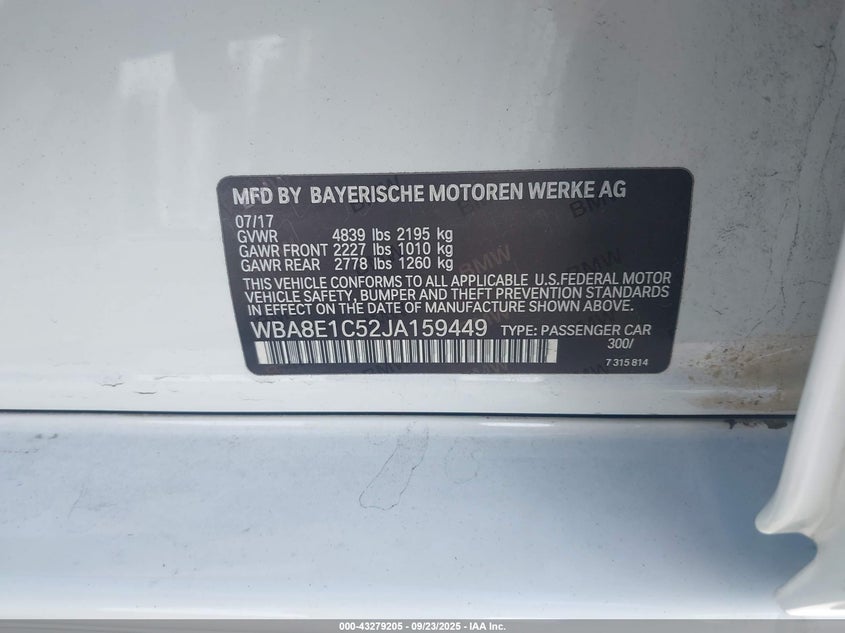 MFD BY BAYERISCHE MOTOREN WERKE AG
07/17
GVWR 4839 lbs 2195 kg
GAWR FRONT 2227 lbs 1010 kg
GAWR REAR 2778 lbs 1260 kg
THIS VEHICLE CONFORMS TO ALL APPLICABLE U.S.FEDERAL MOTOR
VEHICLE SAFETY, BUMPER AND THEFT PREVENTION STANDARDS
IN EFFECT ON THE DATE OF MANUFACTURE SHOWN ABOVE.
WBA8E1C52JA159449 TYPE: PASSENGER CAR
300/
7 315 814
000-43279205 - 09/23/2025 - IAA Inc.